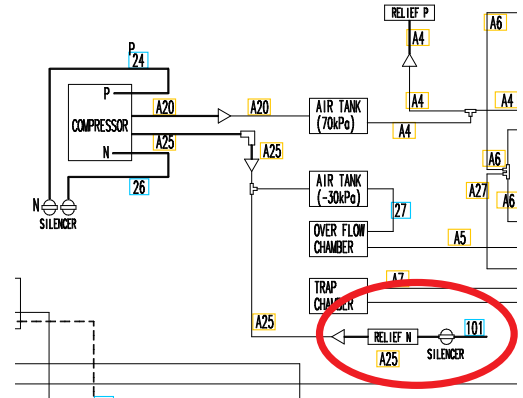 RELIEF P
A6
P
A4
24
P
A4
A4
A20
A20
AIR TANK
(70kPa)
COMPRESSOR
A4
A25
N
A25
A6
AIR TANK
(-30kPa)
A27
26
A6
N
27
SILENCER
OVER FLOW
CHAMBER
A5
A7
TRAP
CHAMBER
A25
101
RELIEF N
A25
SILENCER